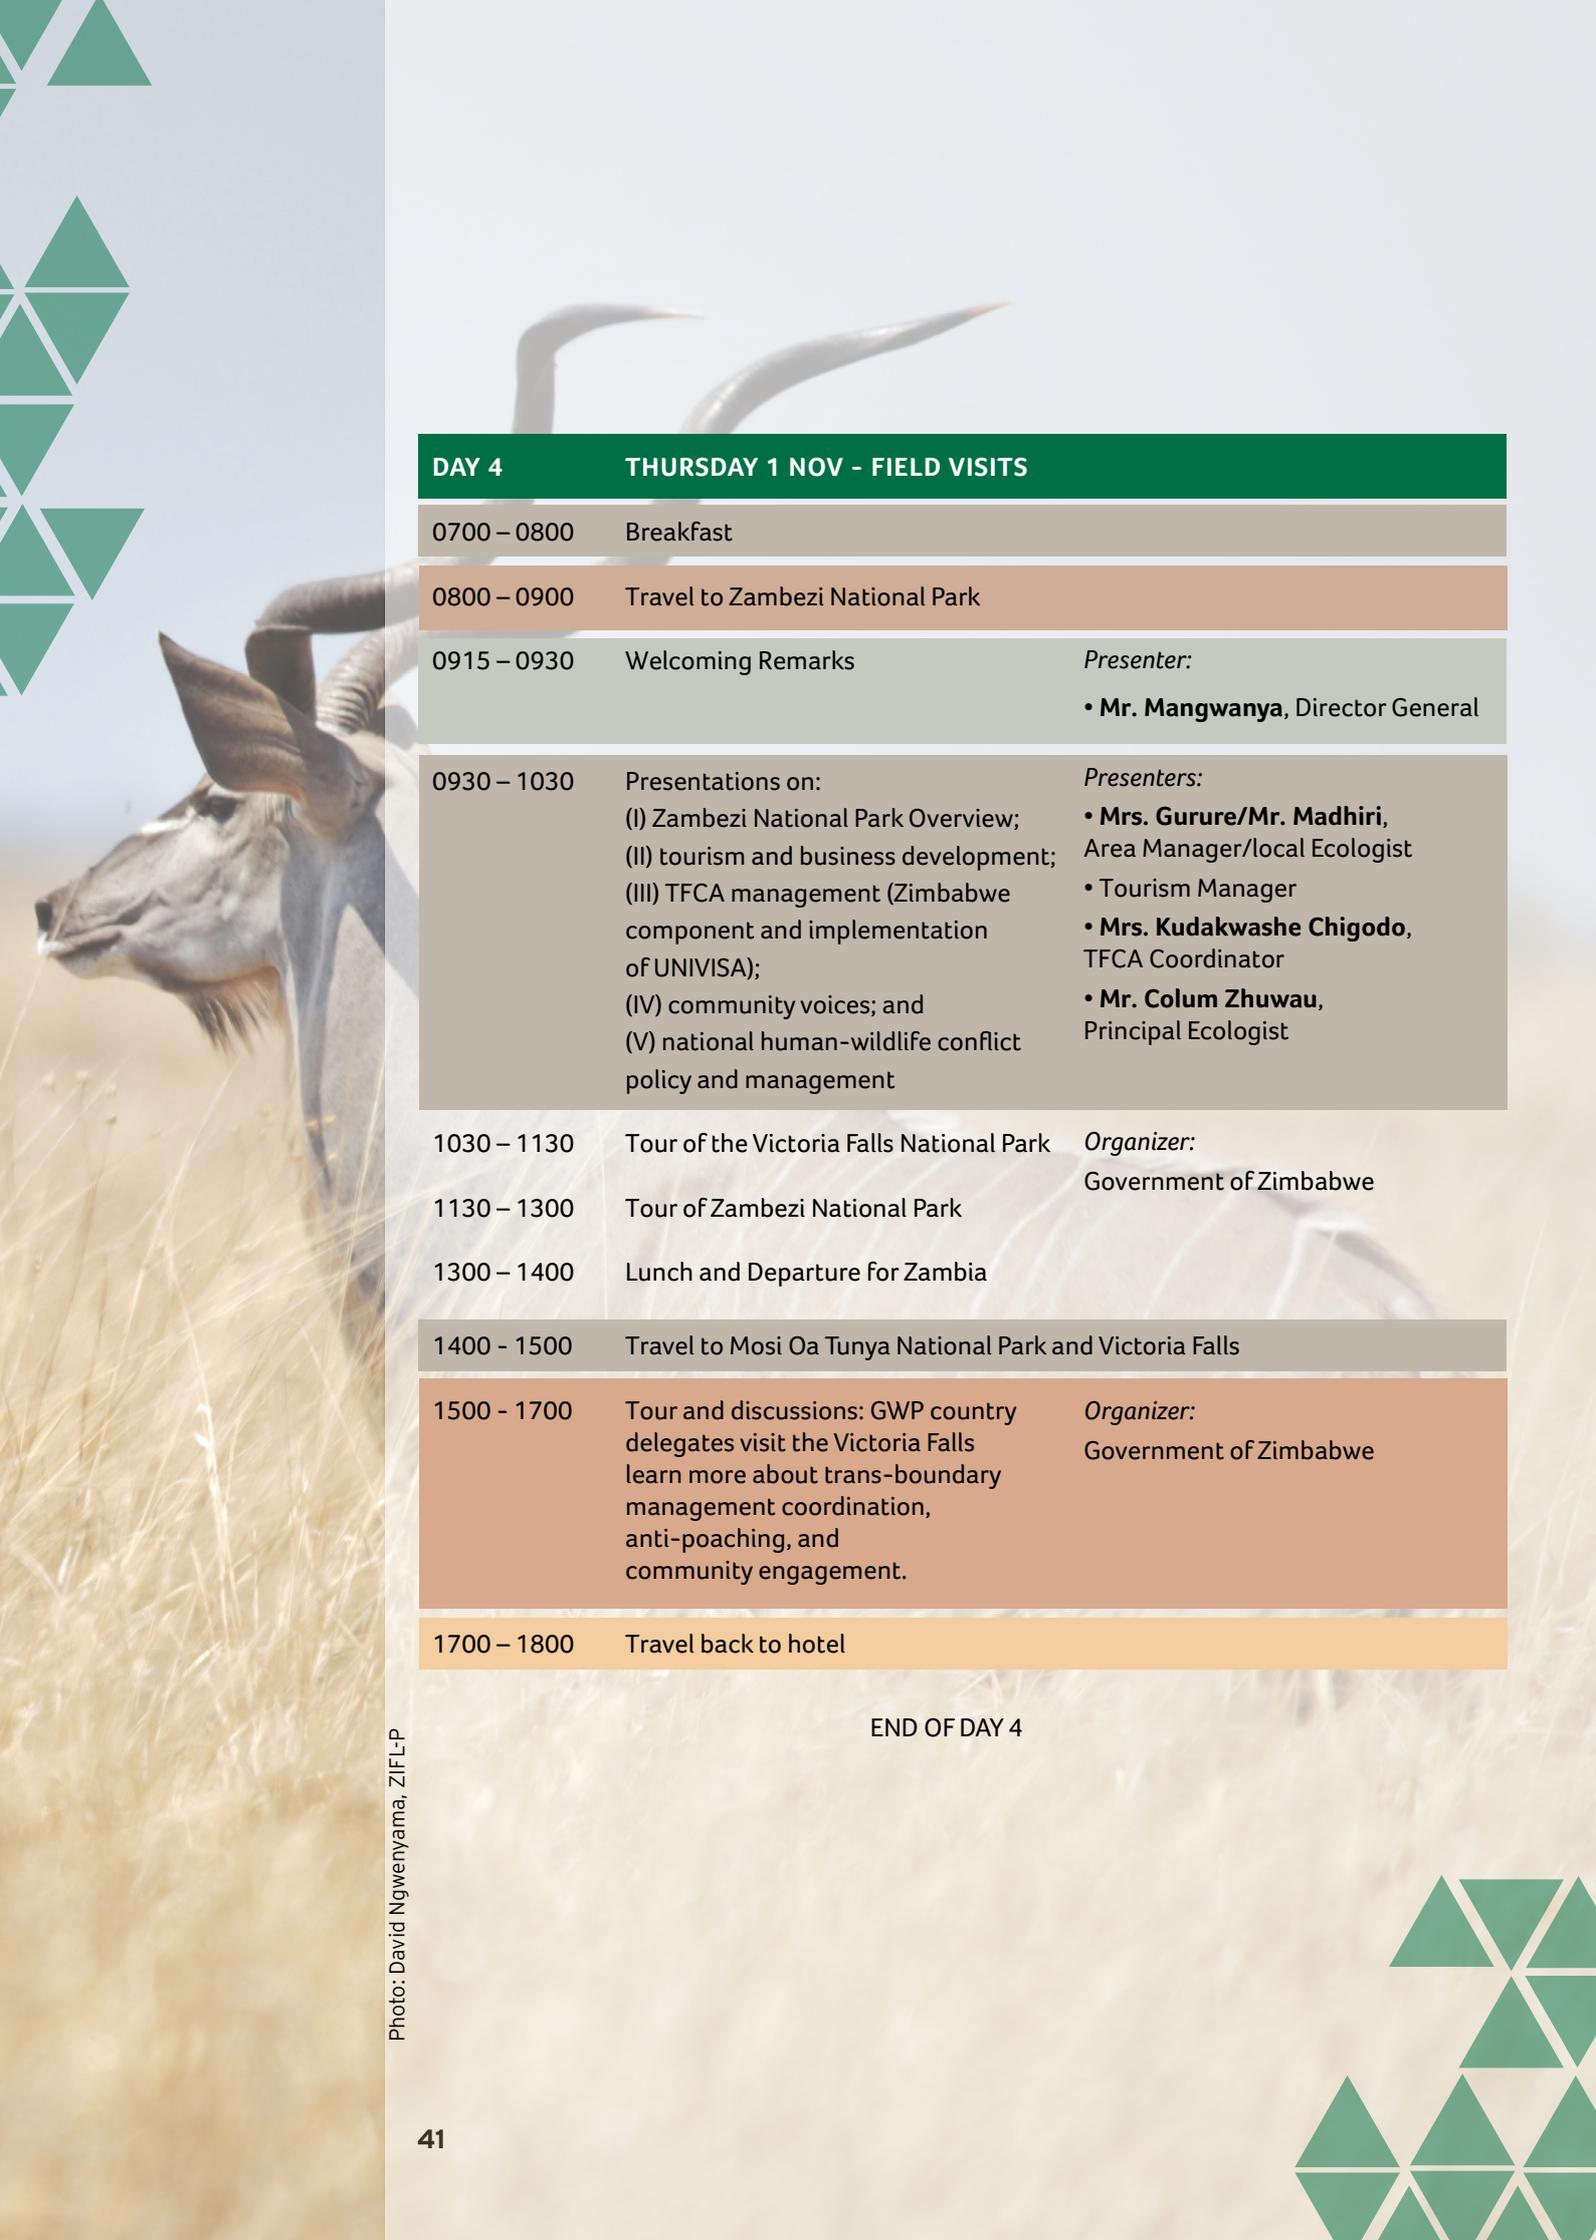 DAY 4 THURSDAY 1 NOV - FIELD VISITS
0700 – 0800 Breakfast
0800 – 0900 Travel to Zambezi National Park
0915 – 0930 Welcoming Remarks
Presenter:
• Mr. Mangwanya, Director General
0930 – 1030 Presentations on:
(I) Zambezi National Park Overview;
(II) tourism and business development;
(III) TFCA management (Zimbabwe
component and implementation
of UNIVISA);
(IV) community voices; and
(V) national human-wildlife conflict
policy and management
Presenters:
• Mrs. Gurure/Mr. Madhiri,
Area Manager/local Ecologist
• Tourism Manager
• Mrs. Kudakwashe Chigodo,
TFCA Coordinator
• Mr. Colum Zhuwau,
Principal Ecologist
1030 – 1130 Tour of the Victoria Falls National Park
Organizer:
Government of Zimbabwe
1130 – 1300 Tour of Zambezi National Park
1300 – 1400 Lunch and Departure for Zambia
1400 - 1500 Travel to Mosi Oa Tunya National Park and Victoria Falls
1500 - 1700 Tour and discussions: GWP country
delegates visit the Victoria Falls
learn more about trans-boundary
management coordination,
anti-poaching, and
community engagement.
Organizer:
Government of Zimbabwe
1700 – 1800 Travel back to hotel
END OF DAY 4
Photo: David Ngwenyama, ZIFL-P
41